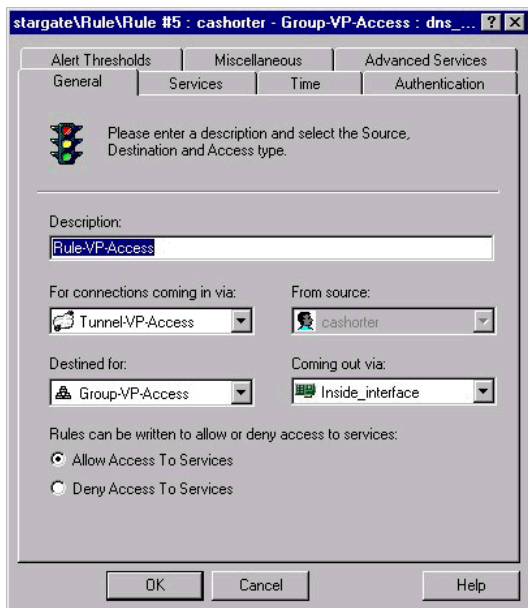 stargate\Rule\Rule #5 : cashorter - Group-VP-Access : dns_...
Alert Thresholds Miscellaneous Advanced Services
General Services Time Authentication
Please enter a description and select the Source,
Destination and Access type.
Description:
Rule-VP-Access
For connections coming in via: From source:
Tunnel-VP-Access cashorter
Destined for: Coming out via:
Group-VP-Access Inside_interface
Rules can be written to allow or deny access to services:
Allow Access To Services
Deny Access To Services
OK Cancel Help